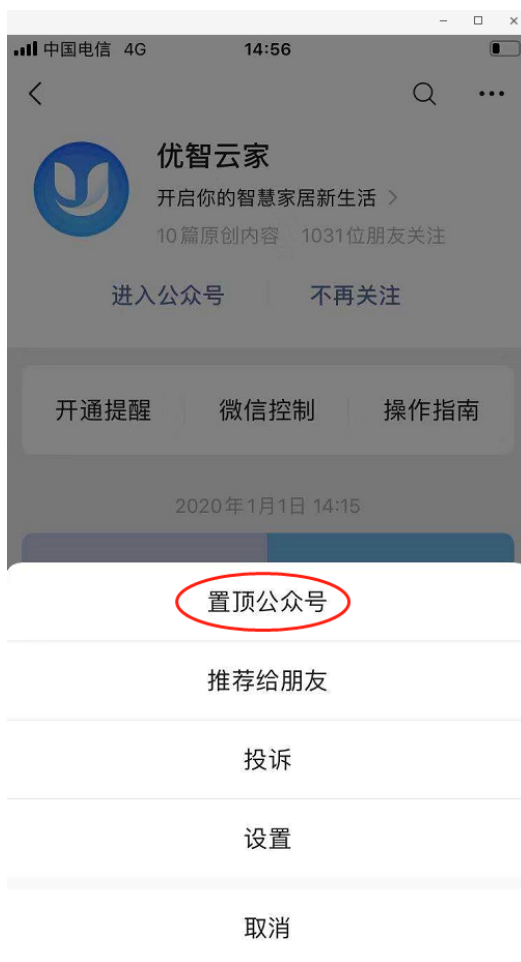 中国电信 4G 14:56
优智云家
开启你的智慧家居新生活
10篇原创内容 1031位朋友关注
进入公众号 不再关注
开通提醒 微信控制 操作指南
2020年1月1日 14:15
置顶公众号
推荐给朋友
投诉
设置
取消